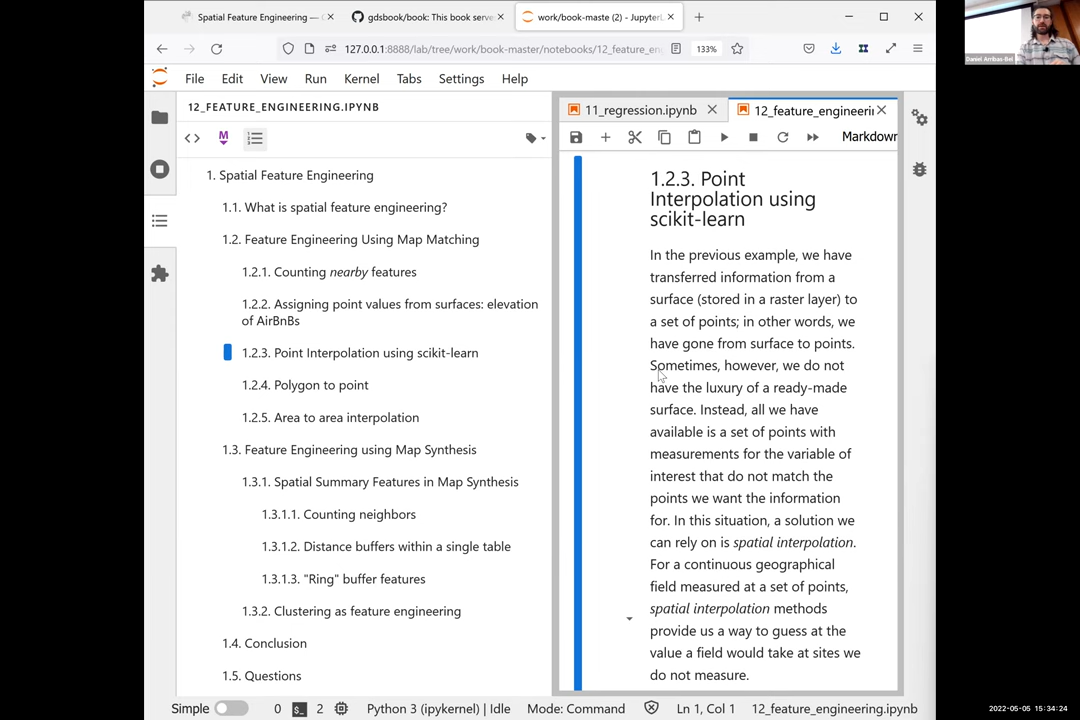 Spatial Feature Engineering —
gdsbook/book: This book serve
work/book-maste (2) - JupyterL
127.0.0.1:8888/lab/tree/work/book-master/notebooks/12_feature_en
133%
File Edit View Run Kernel Tabs Settings Help
12_FEATURE_ENGINEERING.IPYNB
11_regression.ipynb
12_feature_engineeri
Markdown
1. Spatial Feature Engineering
1.1. What is spatial feature engineering?
1.2. Feature Engineering Using Map Matching
1.2.1. Counting nearby features
1.2.2. Assigning point values from surfaces: elevation
of AirBnBs
1.2.3. Point Interpolation using scikit-learn
1.2.4. Polygon to point
1.2.5. Area to area interpolation
1.3. Feature Engineering using Map Synthesis
1.3.1. Spatial Summary Features in Map Synthesis
1.3.1.1. Counting neighbors
1.3.1.2. Distance buffers within a single table
1.3.1.3. "Ring" buffer features
1.3.2. Clustering as feature engineering
1.4. Conclusion
1.5. Questions
1.2.3. Point
Interpolation using
scikit-learn
In the previous example, we have
transferred information from a
surface (stored in a raster layer) to
a set of points; in other words, we
have gone from surface to points.
Sometimes, however, we do not
have the luxury of a ready-made
surface. Instead, all we have
available is a set of points with
measurements for the variable of
interest that do not match the
points we want the information
for. In this situation, a solution we
can rely on is spatial interpolation.
For a continuous geographical
field measured at a set of points,
spatial interpolation methods
provide us a way to guess at the
value a field would take at sites we
do not measure.
Simple 0 2 Python 3 (ipykernel) | Idle Mode: Command Ln 1, Col 1 12_feature_engineering.ipynb
Daniel Arribas-Bel
2022-05-05 15:34:24